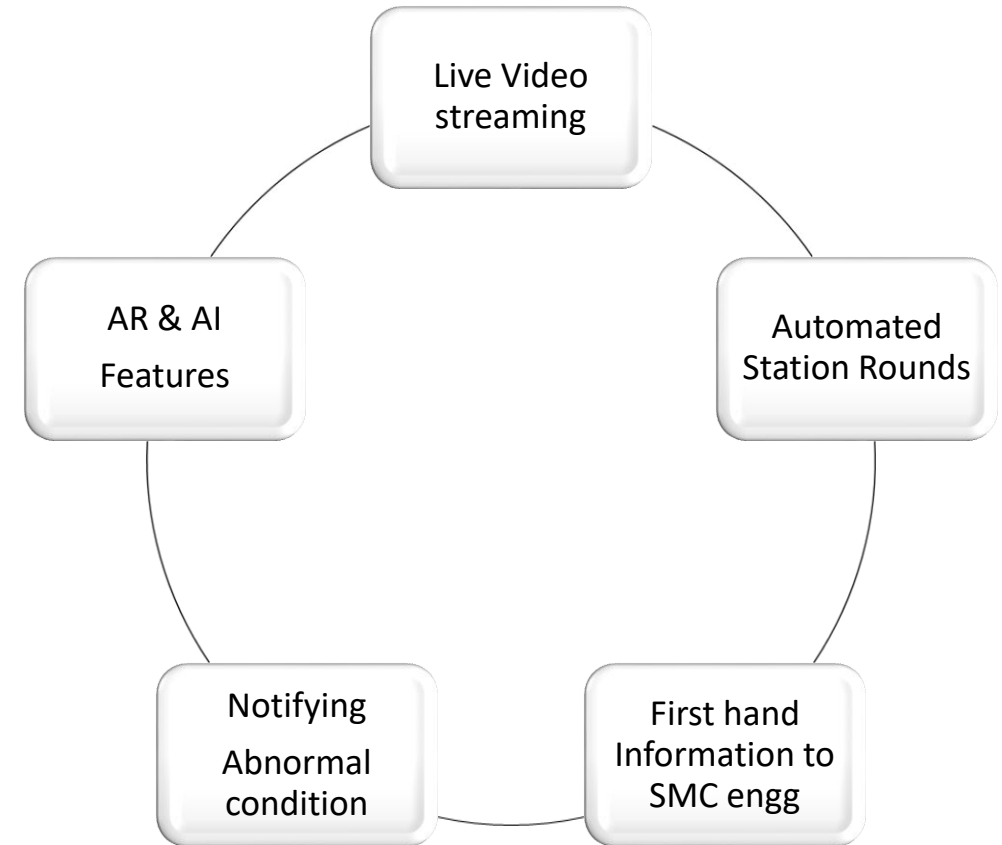 Live Video
streaming
Automated
Station Rounds
First hand
Information to
SMC engg
Notifying
Abnormal
condition
AR & AI
Features